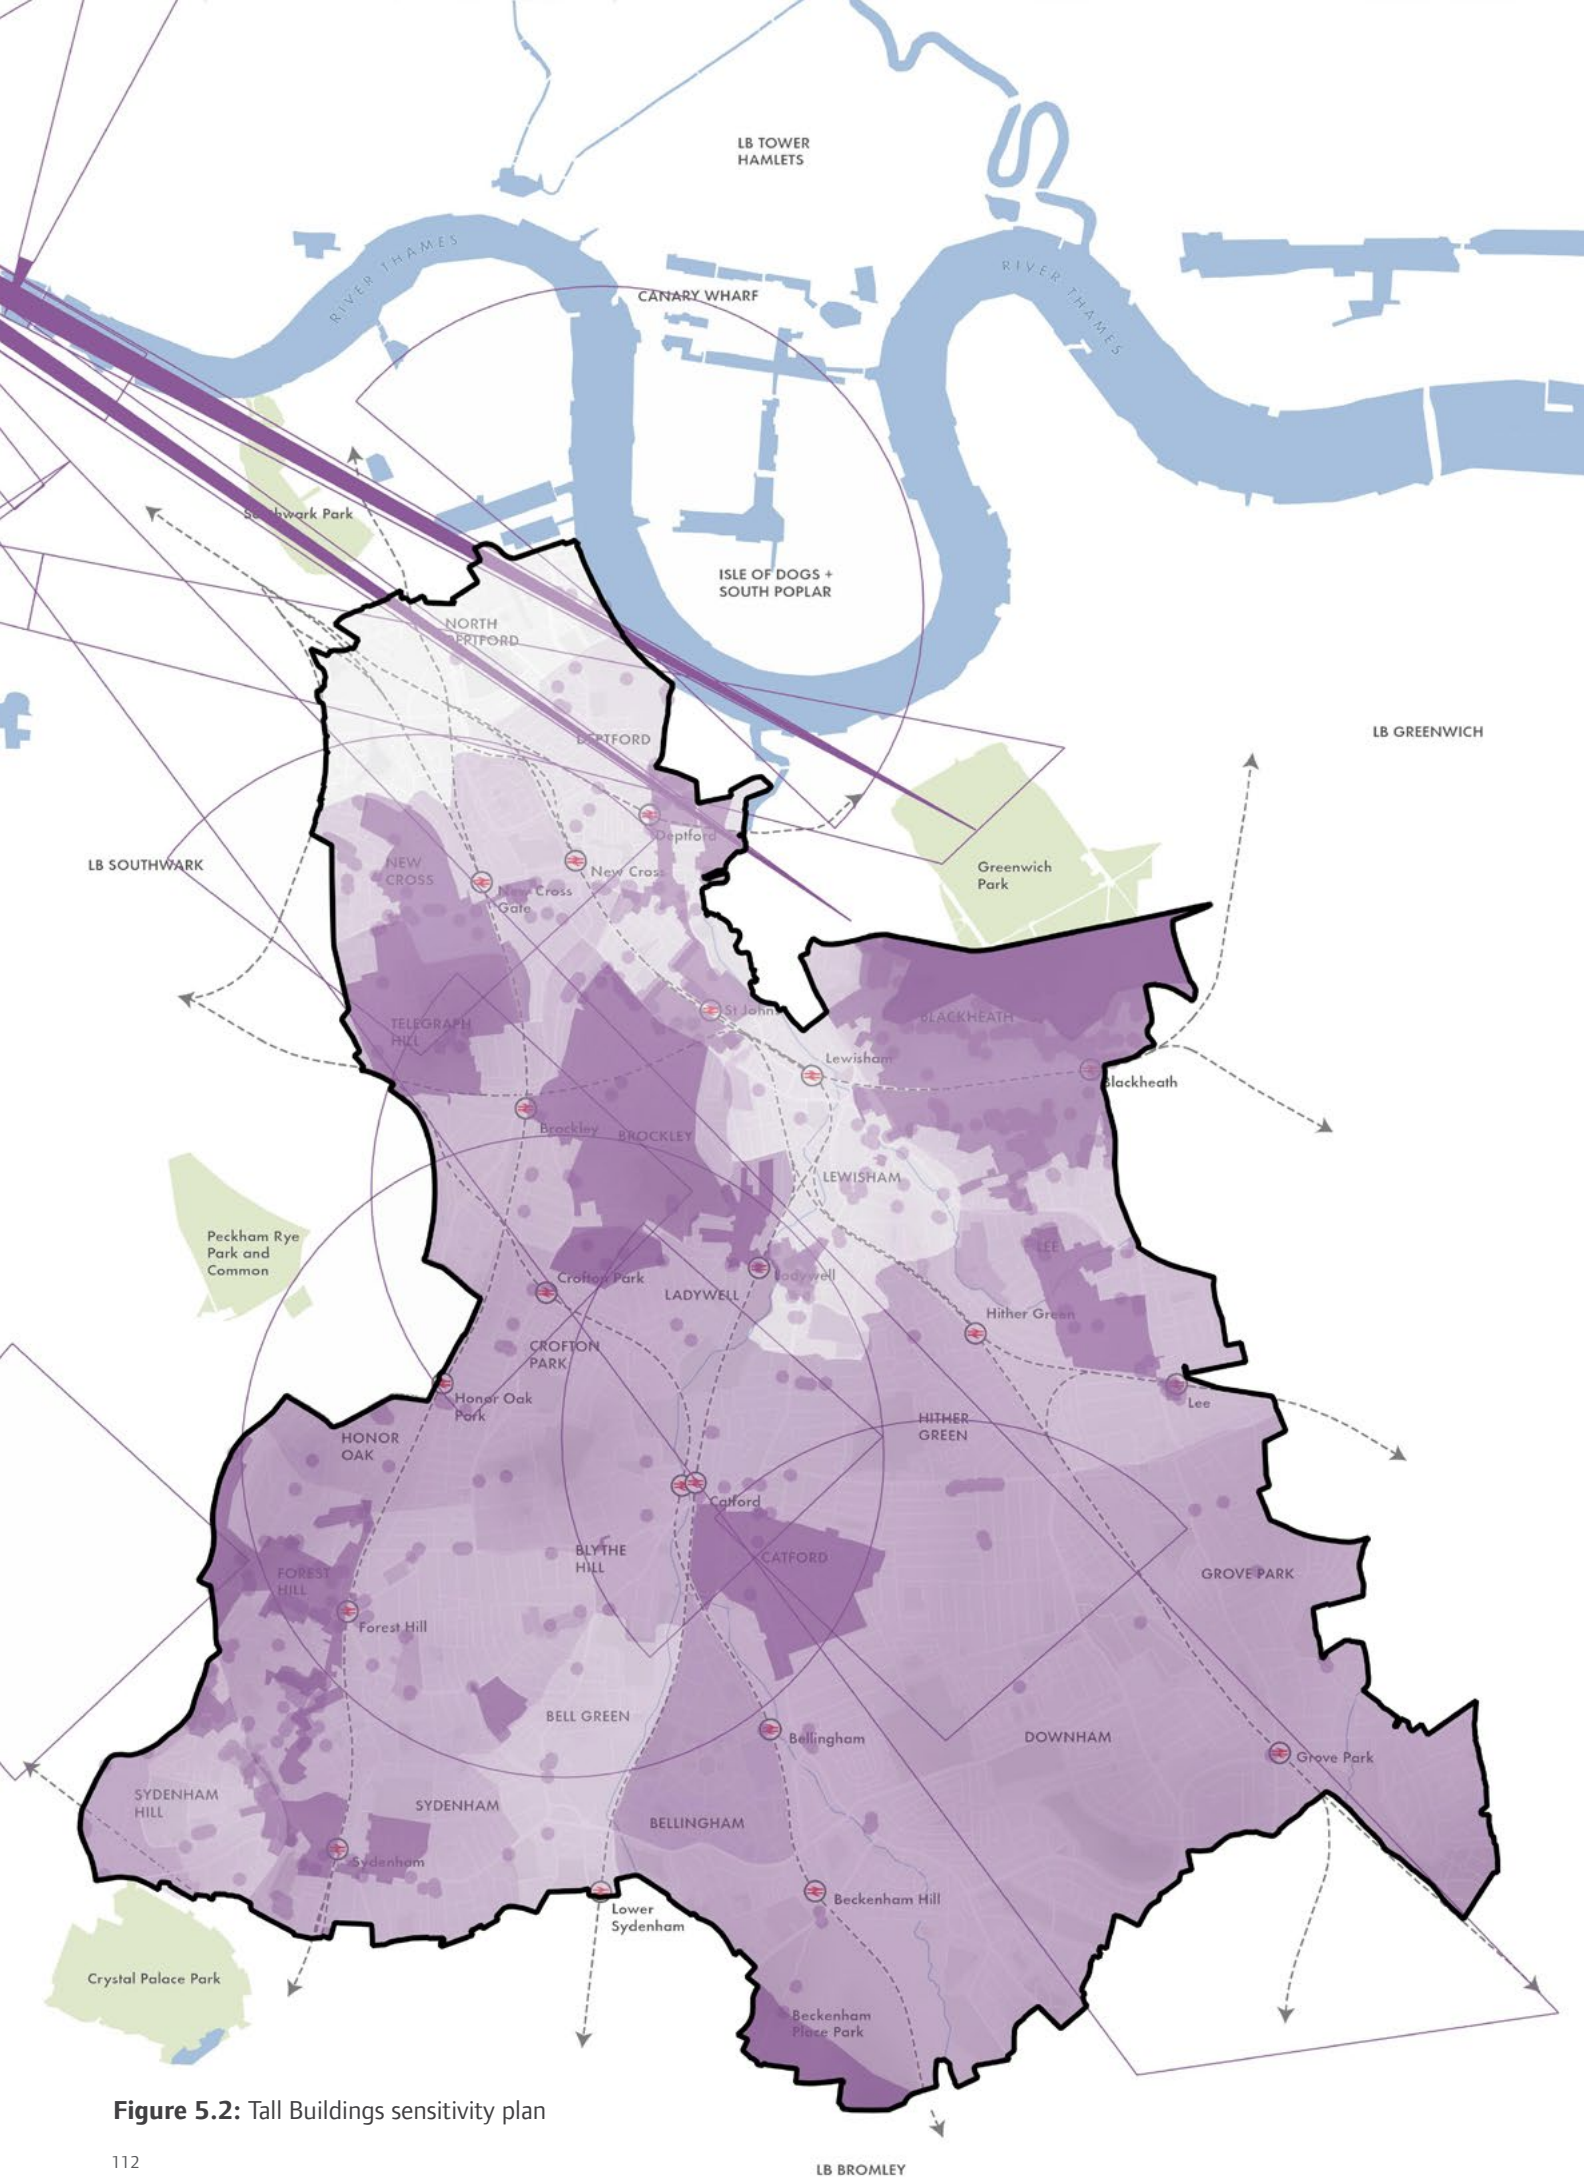 LB TOWER
HAMLETS
RIVER THAMES
RIVER THAMES
CANARY WHARF
Southwark Park
ISLE OF DOGS +
SOUTH POPLAR
NORTH
DEPTFORD
LB GREENWICH
DEPTFORD
Deptford
LB SOUTHWARK
NEW
CROSS
New Cross
New Cross
Gate
Greenwich
Park
TELEGRAPH
HILL
St Johns
BLACKHEATH
Lewisham
Blackheath
Brockley
BROCKLEY
LEWISHAM
Peckham Rye
Park and
Common
LEE
Crofton Park
Ladywell
LADYWELL
Hither Green
CROFTON
PARK
Honor Oak
Park
Lee
HITHER
GREEN
HONOR
OAK
Catford
BLYTHE
HILL
CATFORD
FOREST
HILL
GROVE PARK
Forest Hill
BELL GREEN
Bellingham
DOWNHAM
Grove Park
SYDENHAM
HILL
SYDENHAM
BELLINGHAM
Sydenham
Beckenham Hill
Lower
Sydenham
Crystal Palace Park
Beckenham
Place Park
Figure 5.2: Tall Buildings sensitivity plan
112
LB BROMLEY